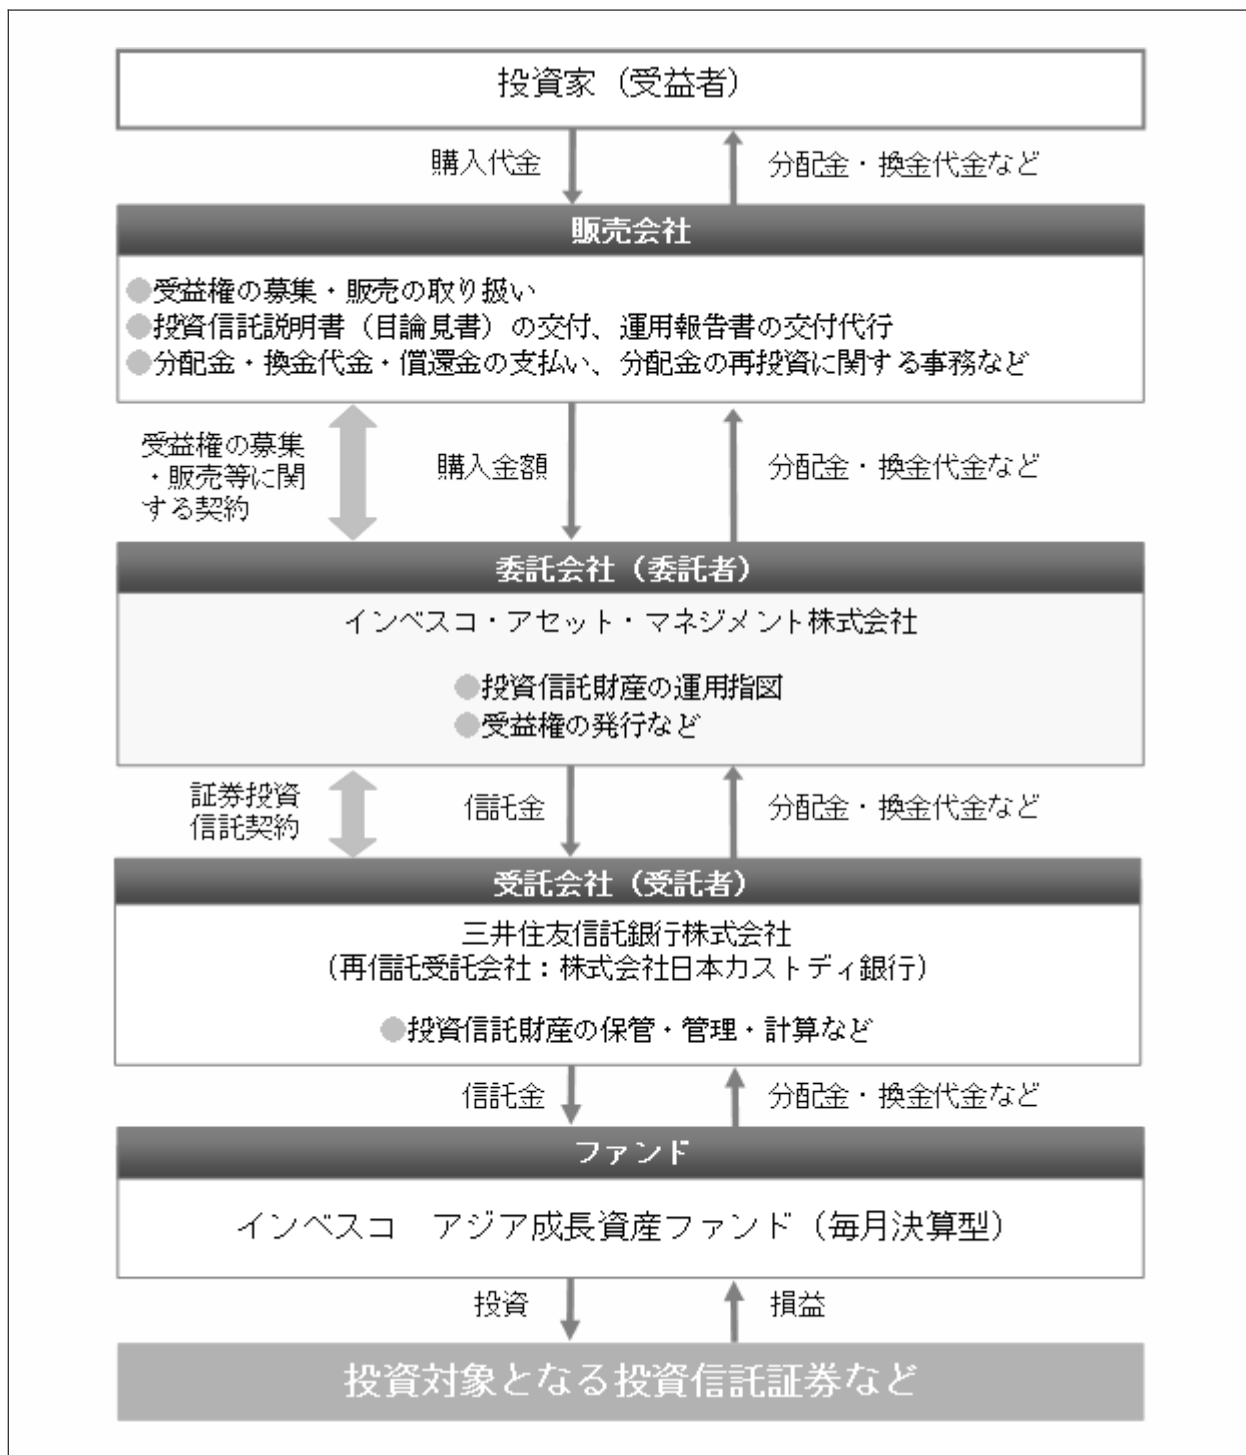 投資家（受益者）
購入代金
分配金・換金代金など
販売会社
●受益権の募集・販売の取り扱い
●投資信託説明書（目論見書）の交付、運用報告書の交付代行
●分配金・換金代金・償還金の支払い、分配金の再投資に関する事務など
受益権の募集
・販売等に関
する契約
購入金額
分配金・換金代金など
委託会社（委託者）
インベスコ・アセット・マネジメント株式会社
●投資信託財産の運用指図
●受益権の発行など
証券投資
信託契約
信託金
分配金・換金代金など
受託会社（受託者）
三井住友信託銀行株式会社
（再信託受託会社：株式会社日本カストディ銀行）
●投資信託財産の保管・管理・計算など
信託金
分配金・換金代金など
ファンド
インベスコ　アジア成長資産ファンド（毎月決算型）
投資
損益
投資対象となる投資信託証券など